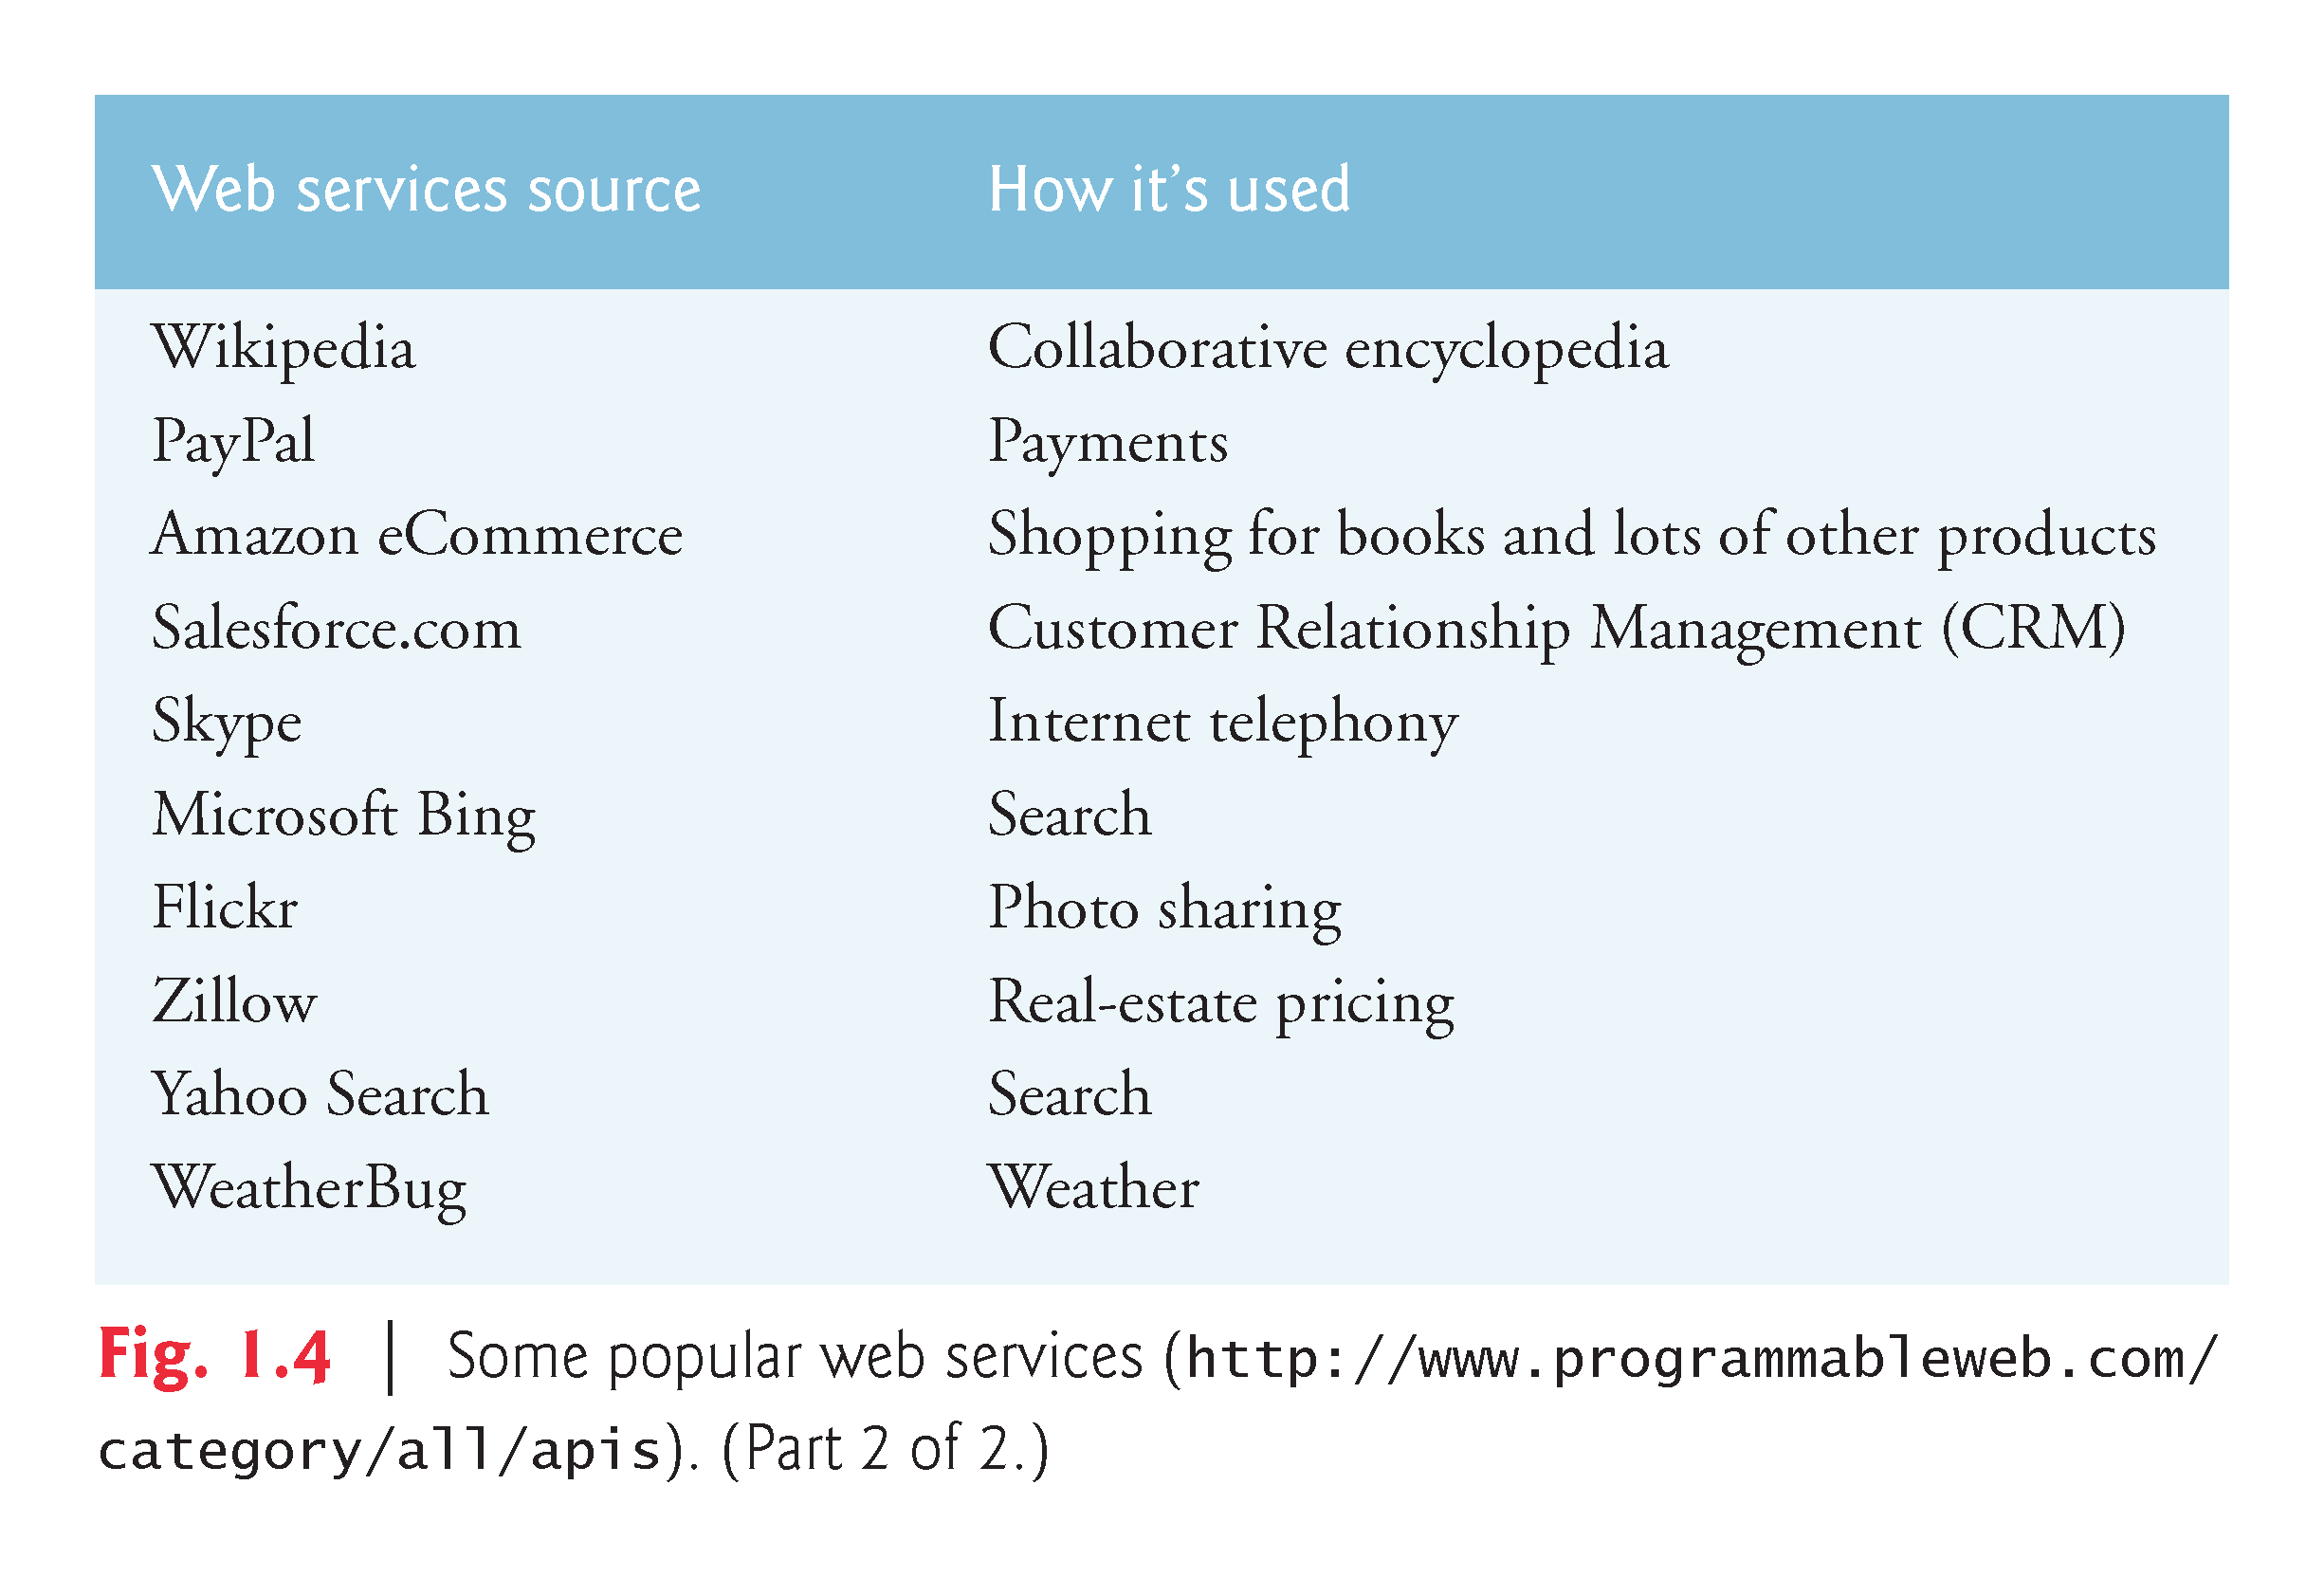 Web services source How it’s used
Wikipedia Collaborative encyclopedia
PayPal Payments
Amazon eCommerce Shopping for books and lots of other products
Salesforce.com Customer Relationship Management (CRM)
Skype Internet telephony
Microsoft Bing Search
Flickr Photo sharing
Zillow Real-estate pricing
Yahoo Search Search
WeatherBug Weather
Fig. 1.4 | Some popular web services (http://www.programmableweb.com/
category/all/apis). (Part 2 of 2.)